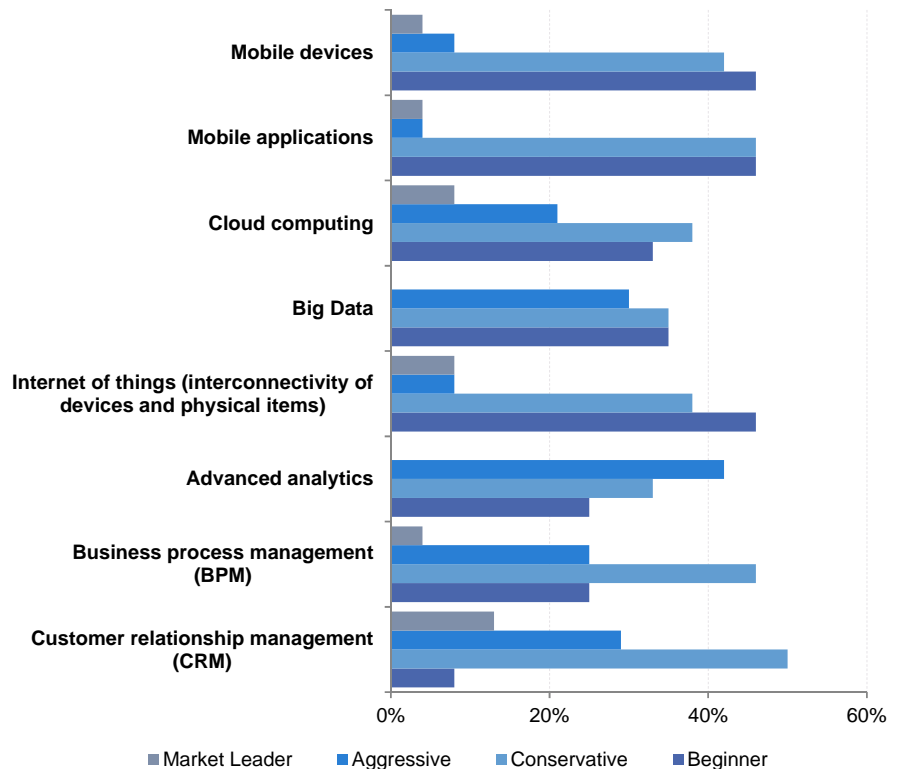 Mobile devices
Mobile applications
Cloud computing
Big Data
Internet of things (interconnectivity of
devices and physical items)
Advanced analytics
Business process management
(BPM)
Customer relationship management
(CRM)
0% 20% 40% 60%
Market Leader Aggressive Conservative Beginner